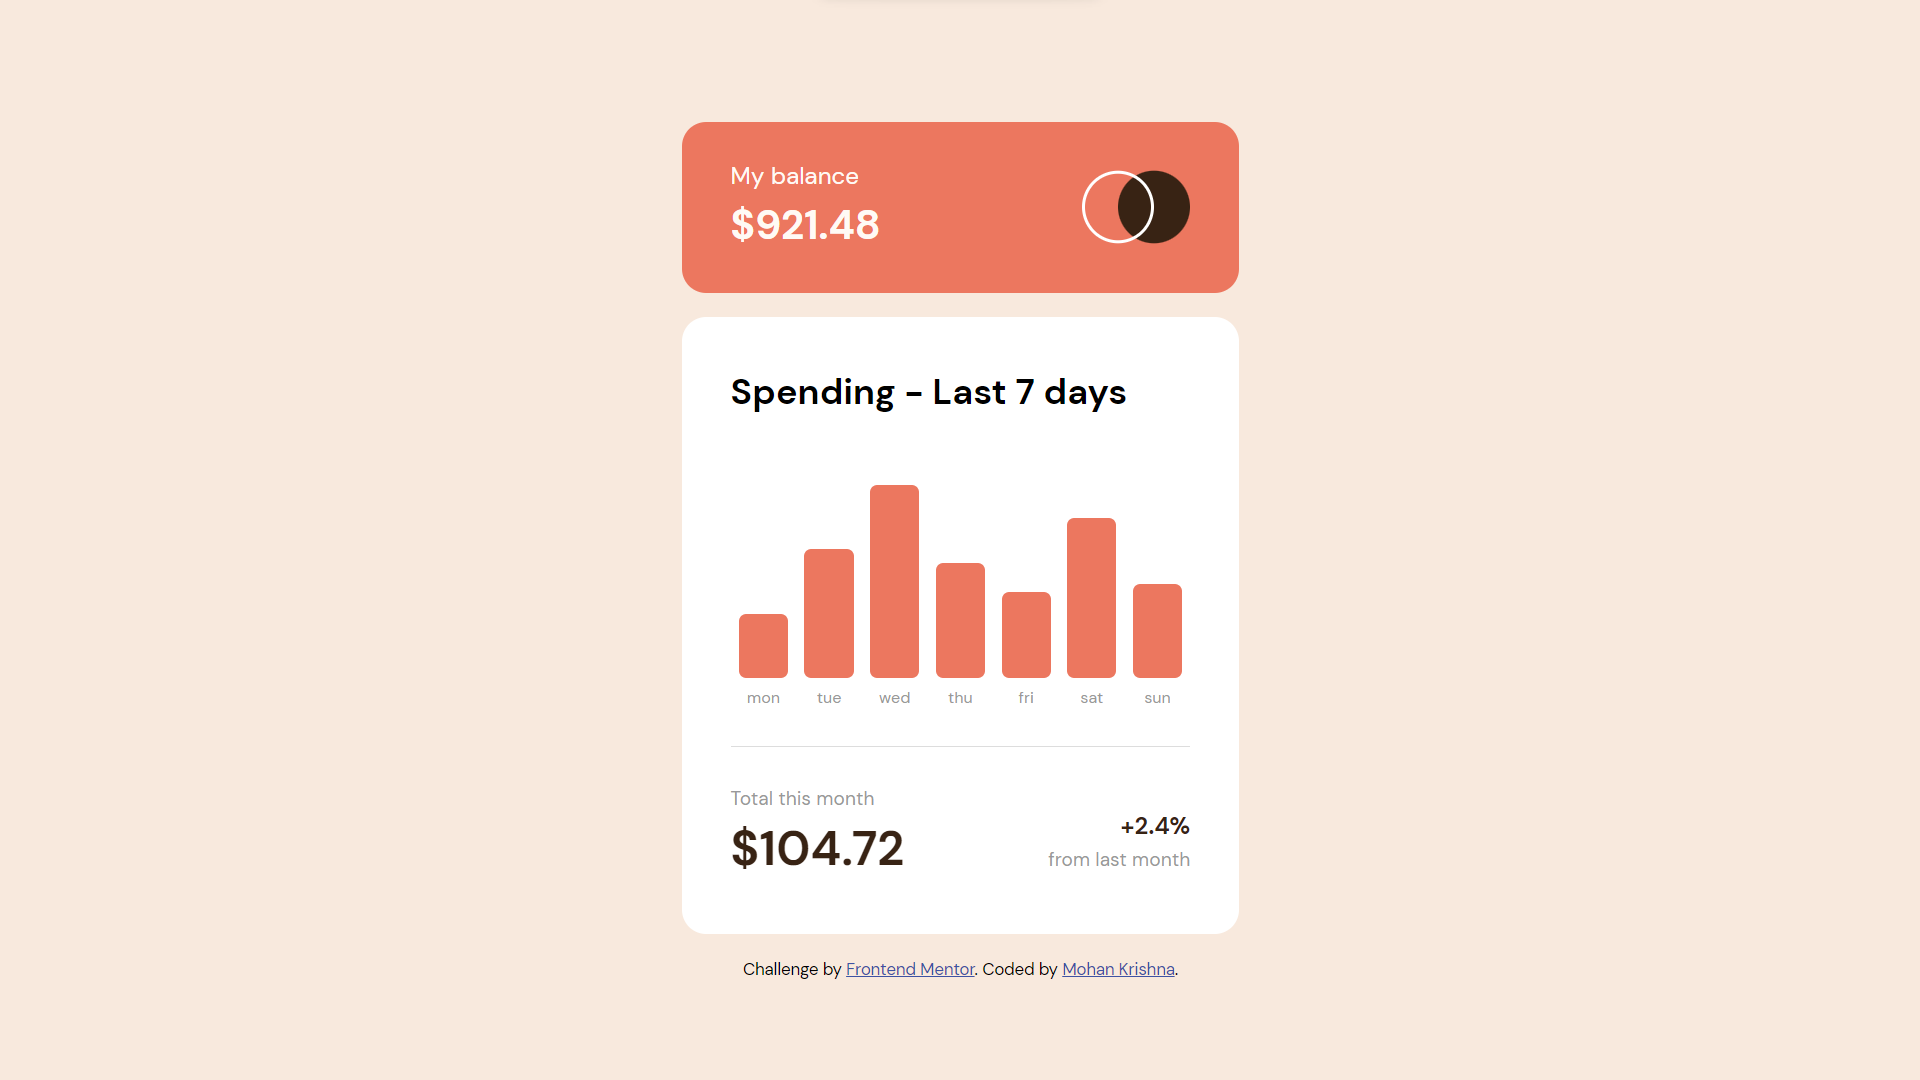 My balance
$921.48
Spending - Last 7 days
mon tue wed thu fri sat sun
Total this month
$104.72
+2.4%
from last month
Challenge by Frontend Mentor. Coded by Mohan Krishna.